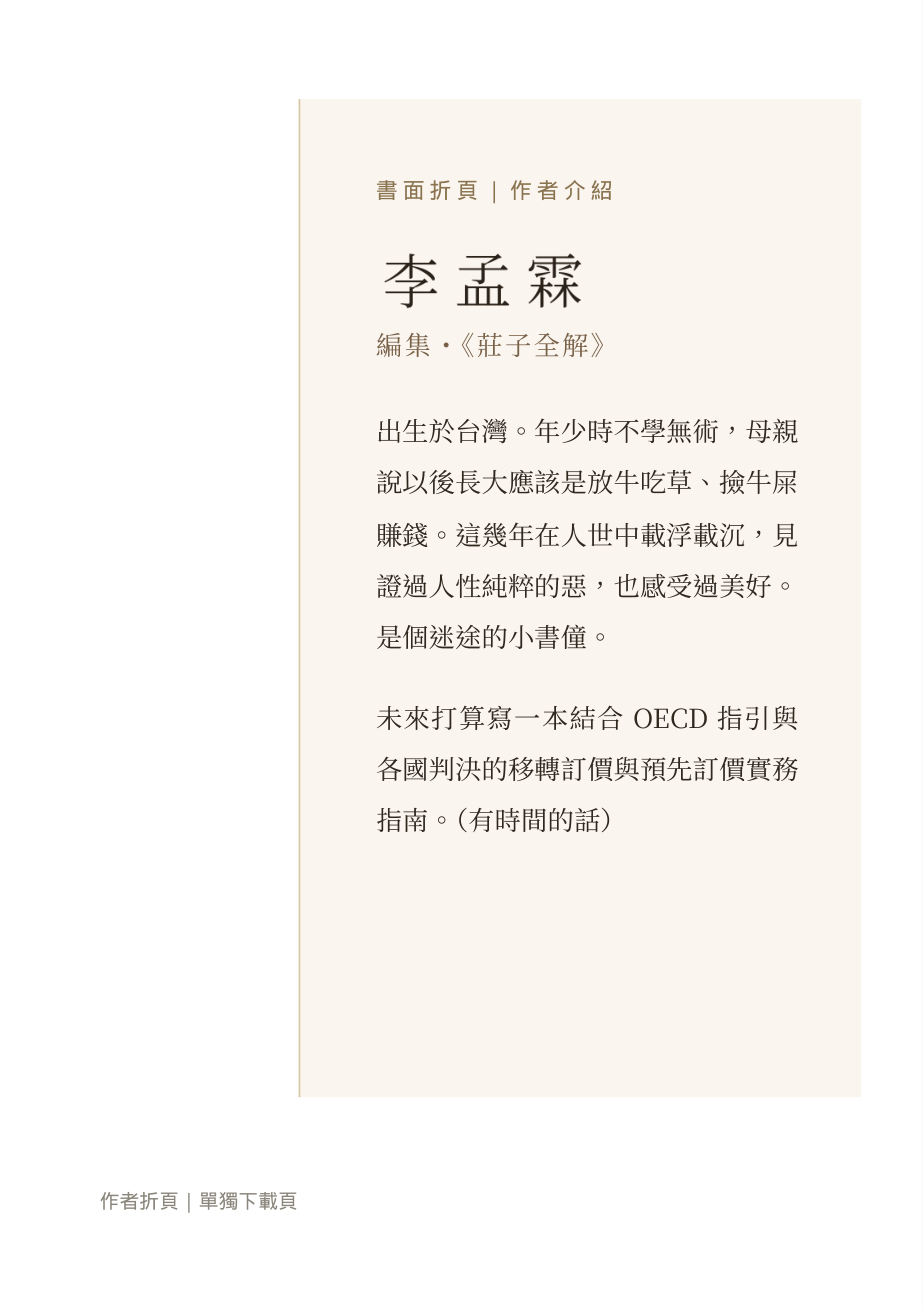 書面折頁｜作者介紹
李孟霖
編集・《莊子全解》
出生於台灣。年少時不學無術，母親
說以後長大應該是放牛吃草、撿牛屎
賺錢。這幾年在人世中載浮載沉，見
證過人性純粹的惡，也感受過美好。
是個迷途的小書僮。
未來打算寫一本結合 OECD 指引與
各國判決的移轉訂價與預先訂價實務
指南。（有時間的話）
作者折頁｜單獨下載頁